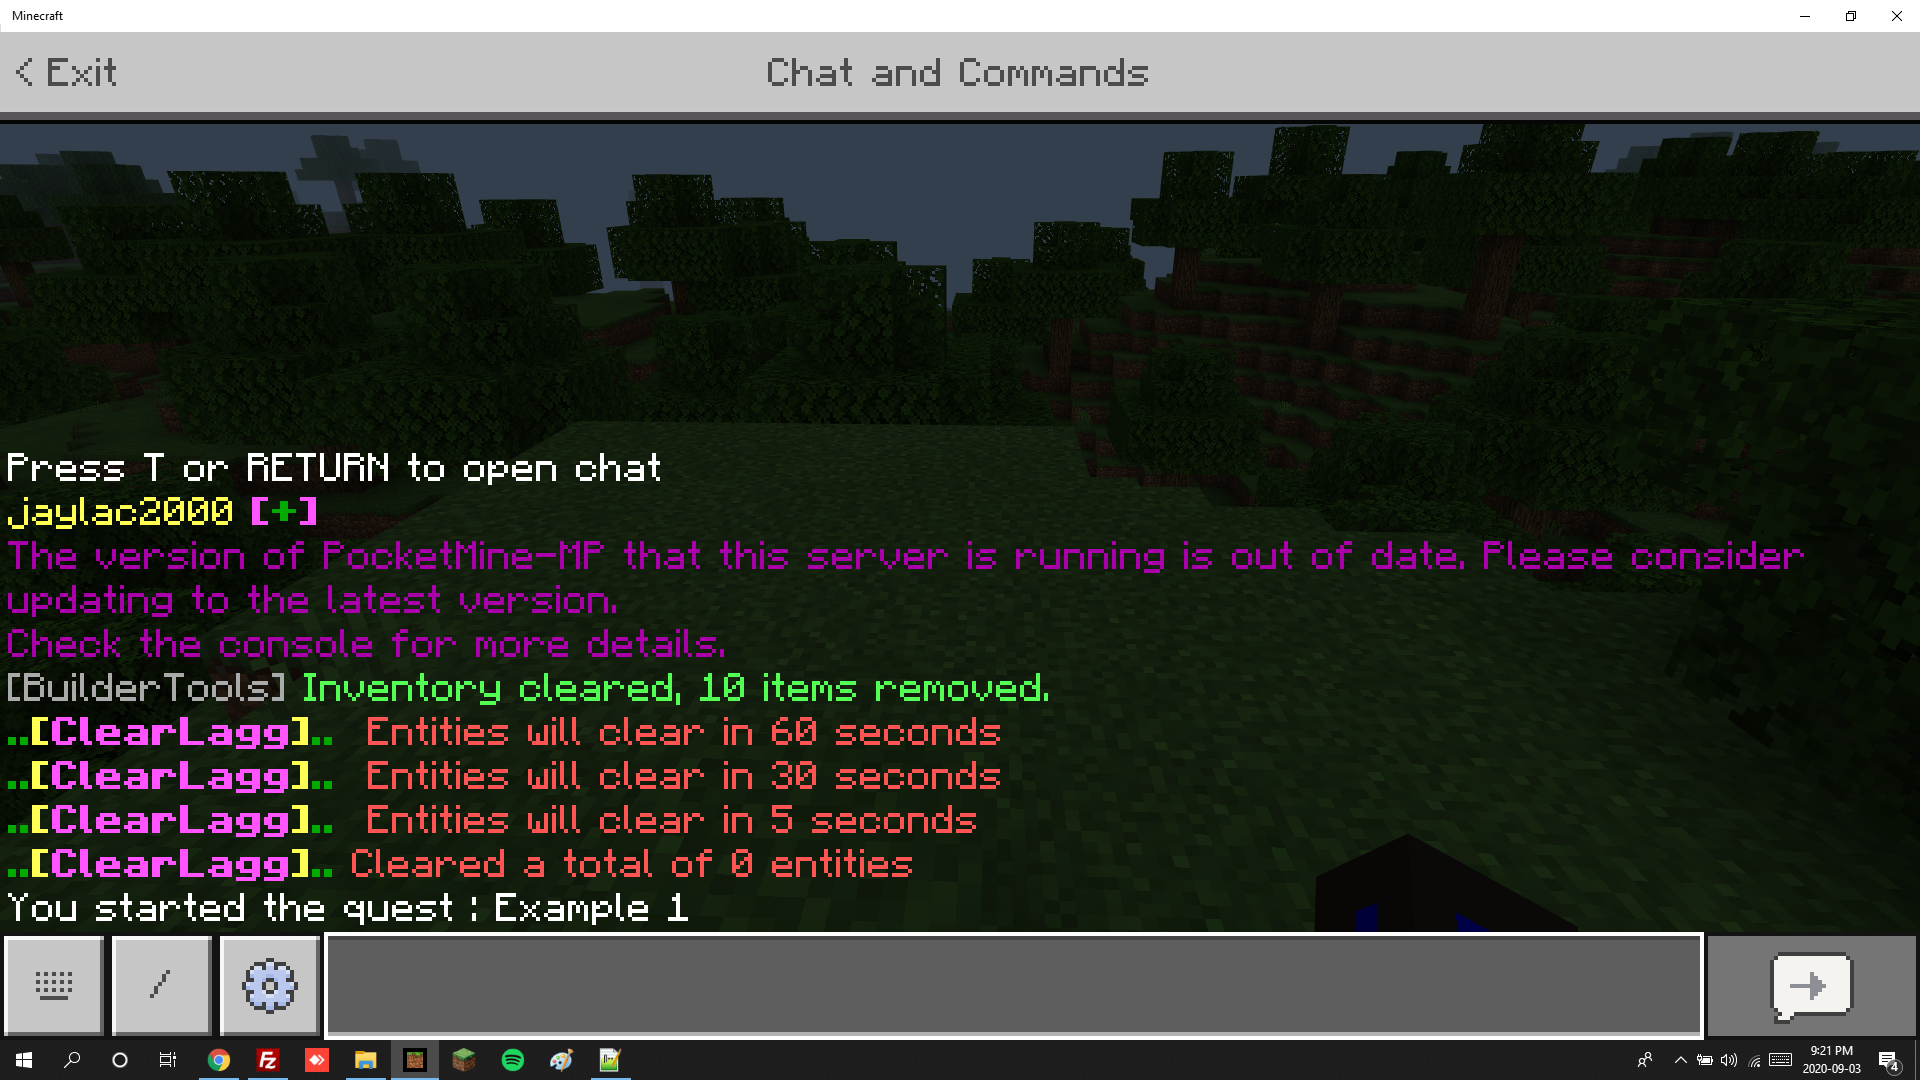 Minecraft
< Exit
Chat and Commands
Press T or RETURN to open chat
jaylac2000 [+]
The version of PocketMine-MP that this server is running is out of date. Please consider
updating to the latest version.
Check the console for more details.
[BuilderTools] Inventory cleared, 10 items removed.
..[ClearLagg].. Entities will clear in 60 seconds
..[ClearLagg].. Entities will clear in 30 seconds
..[ClearLagg].. Entities will clear in 5 seconds
..[ClearLagg].. Cleared a total of 0 entities
You started the quest : Example 1
/
Fz
9:21 PM
2020-09-03
4